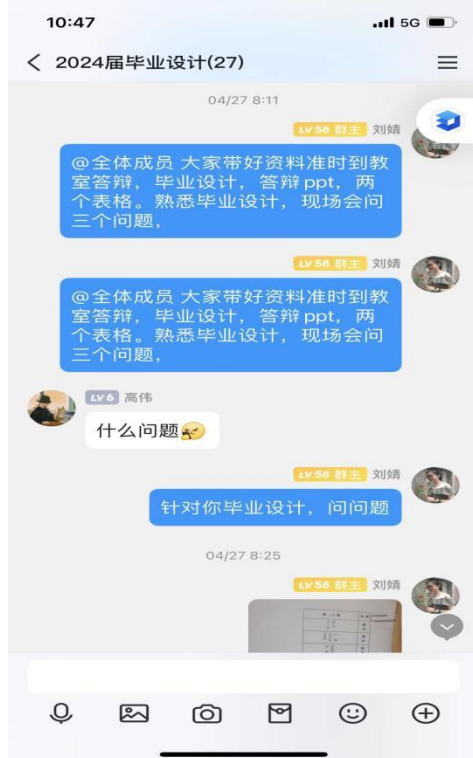 10:47
5G
2024届毕业设计(27)
04/27 8:11
LV58 群主 刘婧
@全体成员 大家带好资料准时到教
室答辩，毕业设计，答辩 ppt，两
个表格。熟悉毕业设计，现场会问
三个问题，
LV58 群主 刘婧
@全体成员 大家带好资料准时到教
室答辩，毕业设计，答辩 ppt，两
个表格。熟悉毕业设计，现场会问
三个问题，
LV6 高伟
什么问题
LV58 群主 刘婧
针对你毕业设计，问问题
04/27 8:25
LV58 群主 刘婧